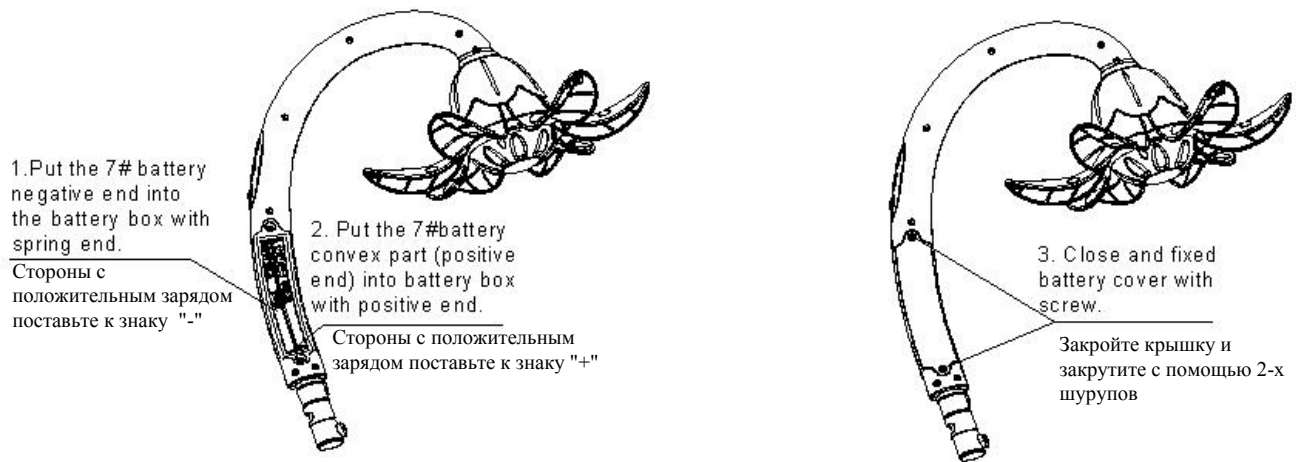 1.Put the 7# battery
negative end into
the battery box with
spring end.
Стороны с
положительным зарядом
поставьте к знаку "-"
2. Put the 7#battery
convex part (positive
end) into battery box
with positive end.
Стороны с положительным
зарядом поставьте к знаку "+"
3. Close and fixed
battery cover with
screw.
Закройте крышку и
закрутите с помощью 2-х
шурупов